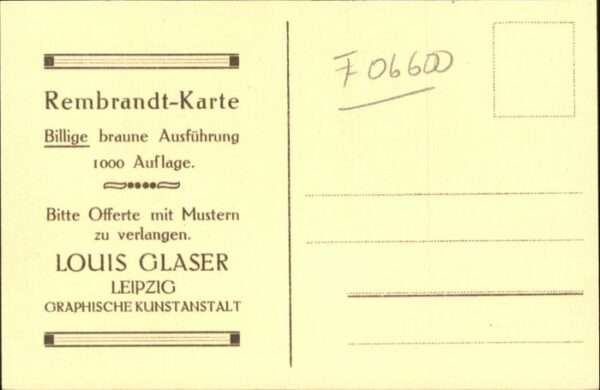 Rembrandt-Karte
Billige braune Ausführung
1000 Auflage.
Bitte Offerte mit Mustern
zu verlangen.
LOUIS GLASER
LEIPZIG
GRAPHISCHE KUNSTANSTALT
F 06600